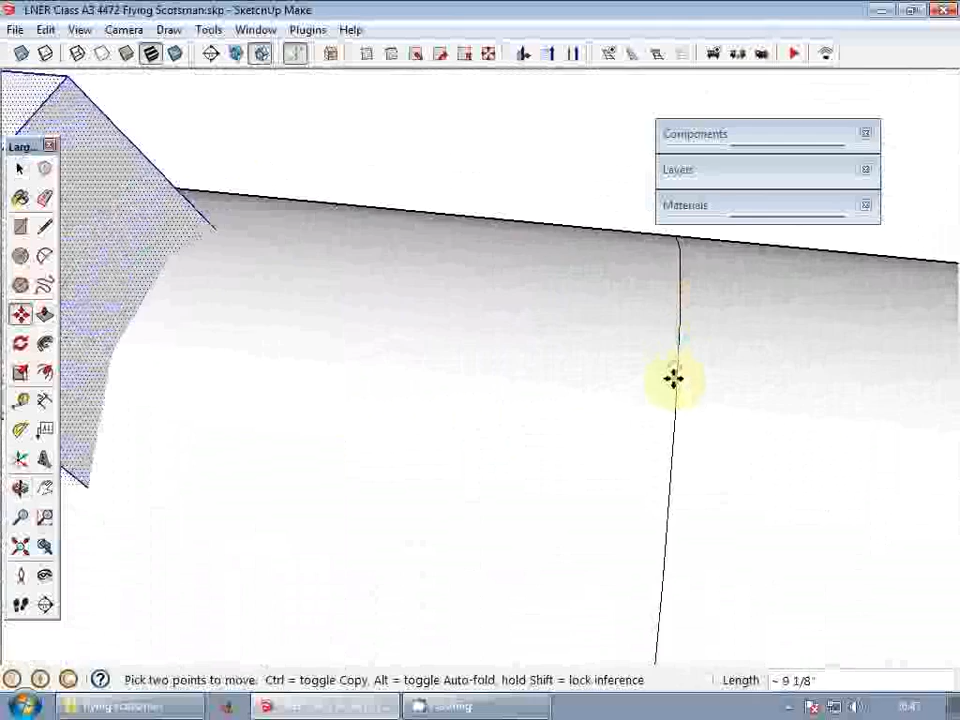 LNER Class A3 4472 Flying Scotsman.skp - SketchUp Make
File Edit View Camera Draw Tools Window Plugins Help
Components
Larg...
Layers
Materials
Pick two points to move. Ctrl = toggle Copy, Alt = toggle Auto-fold, hold Shift = lock inference Length ~ 9 1/8"